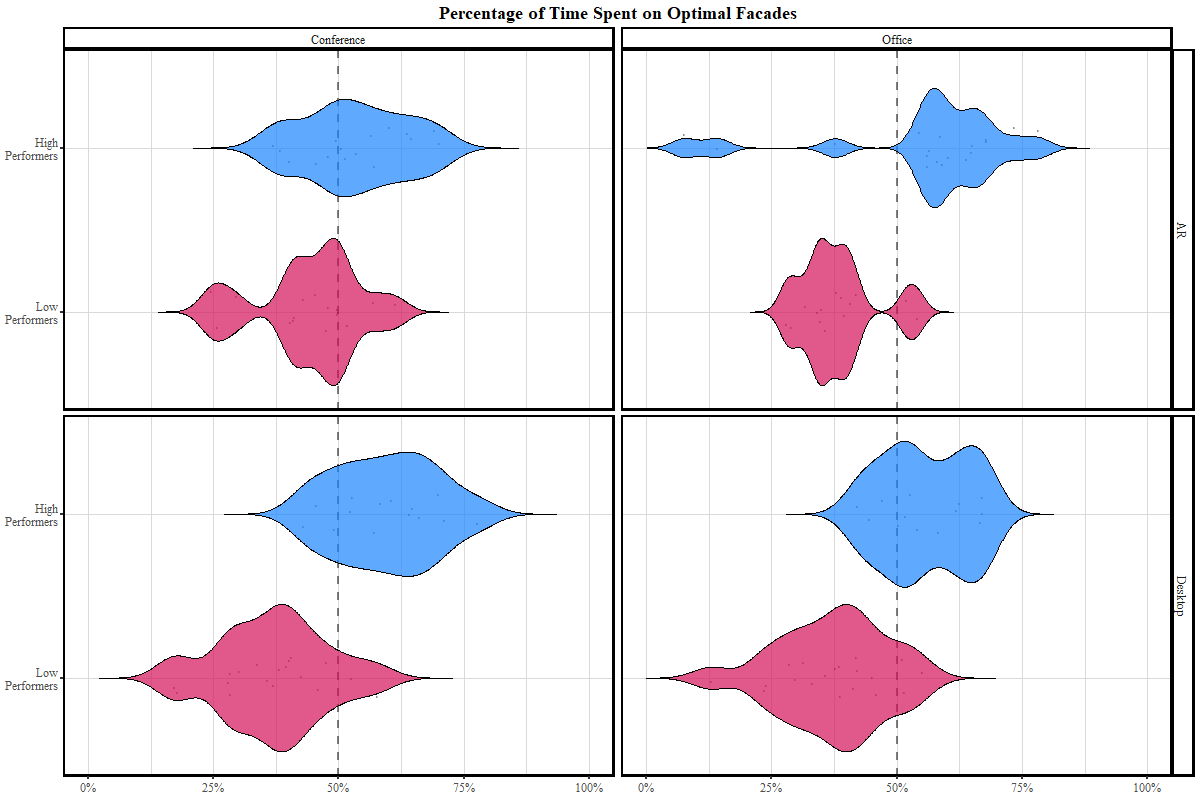 Percentage of Time Spent on Optimal Facades
Conference
Office
High
Performers
Low
Performers
AR
High
Performers
Low
Performers
Desktop
0%
25%
50%
75%
100%
0%
25%
50%
75%
100%